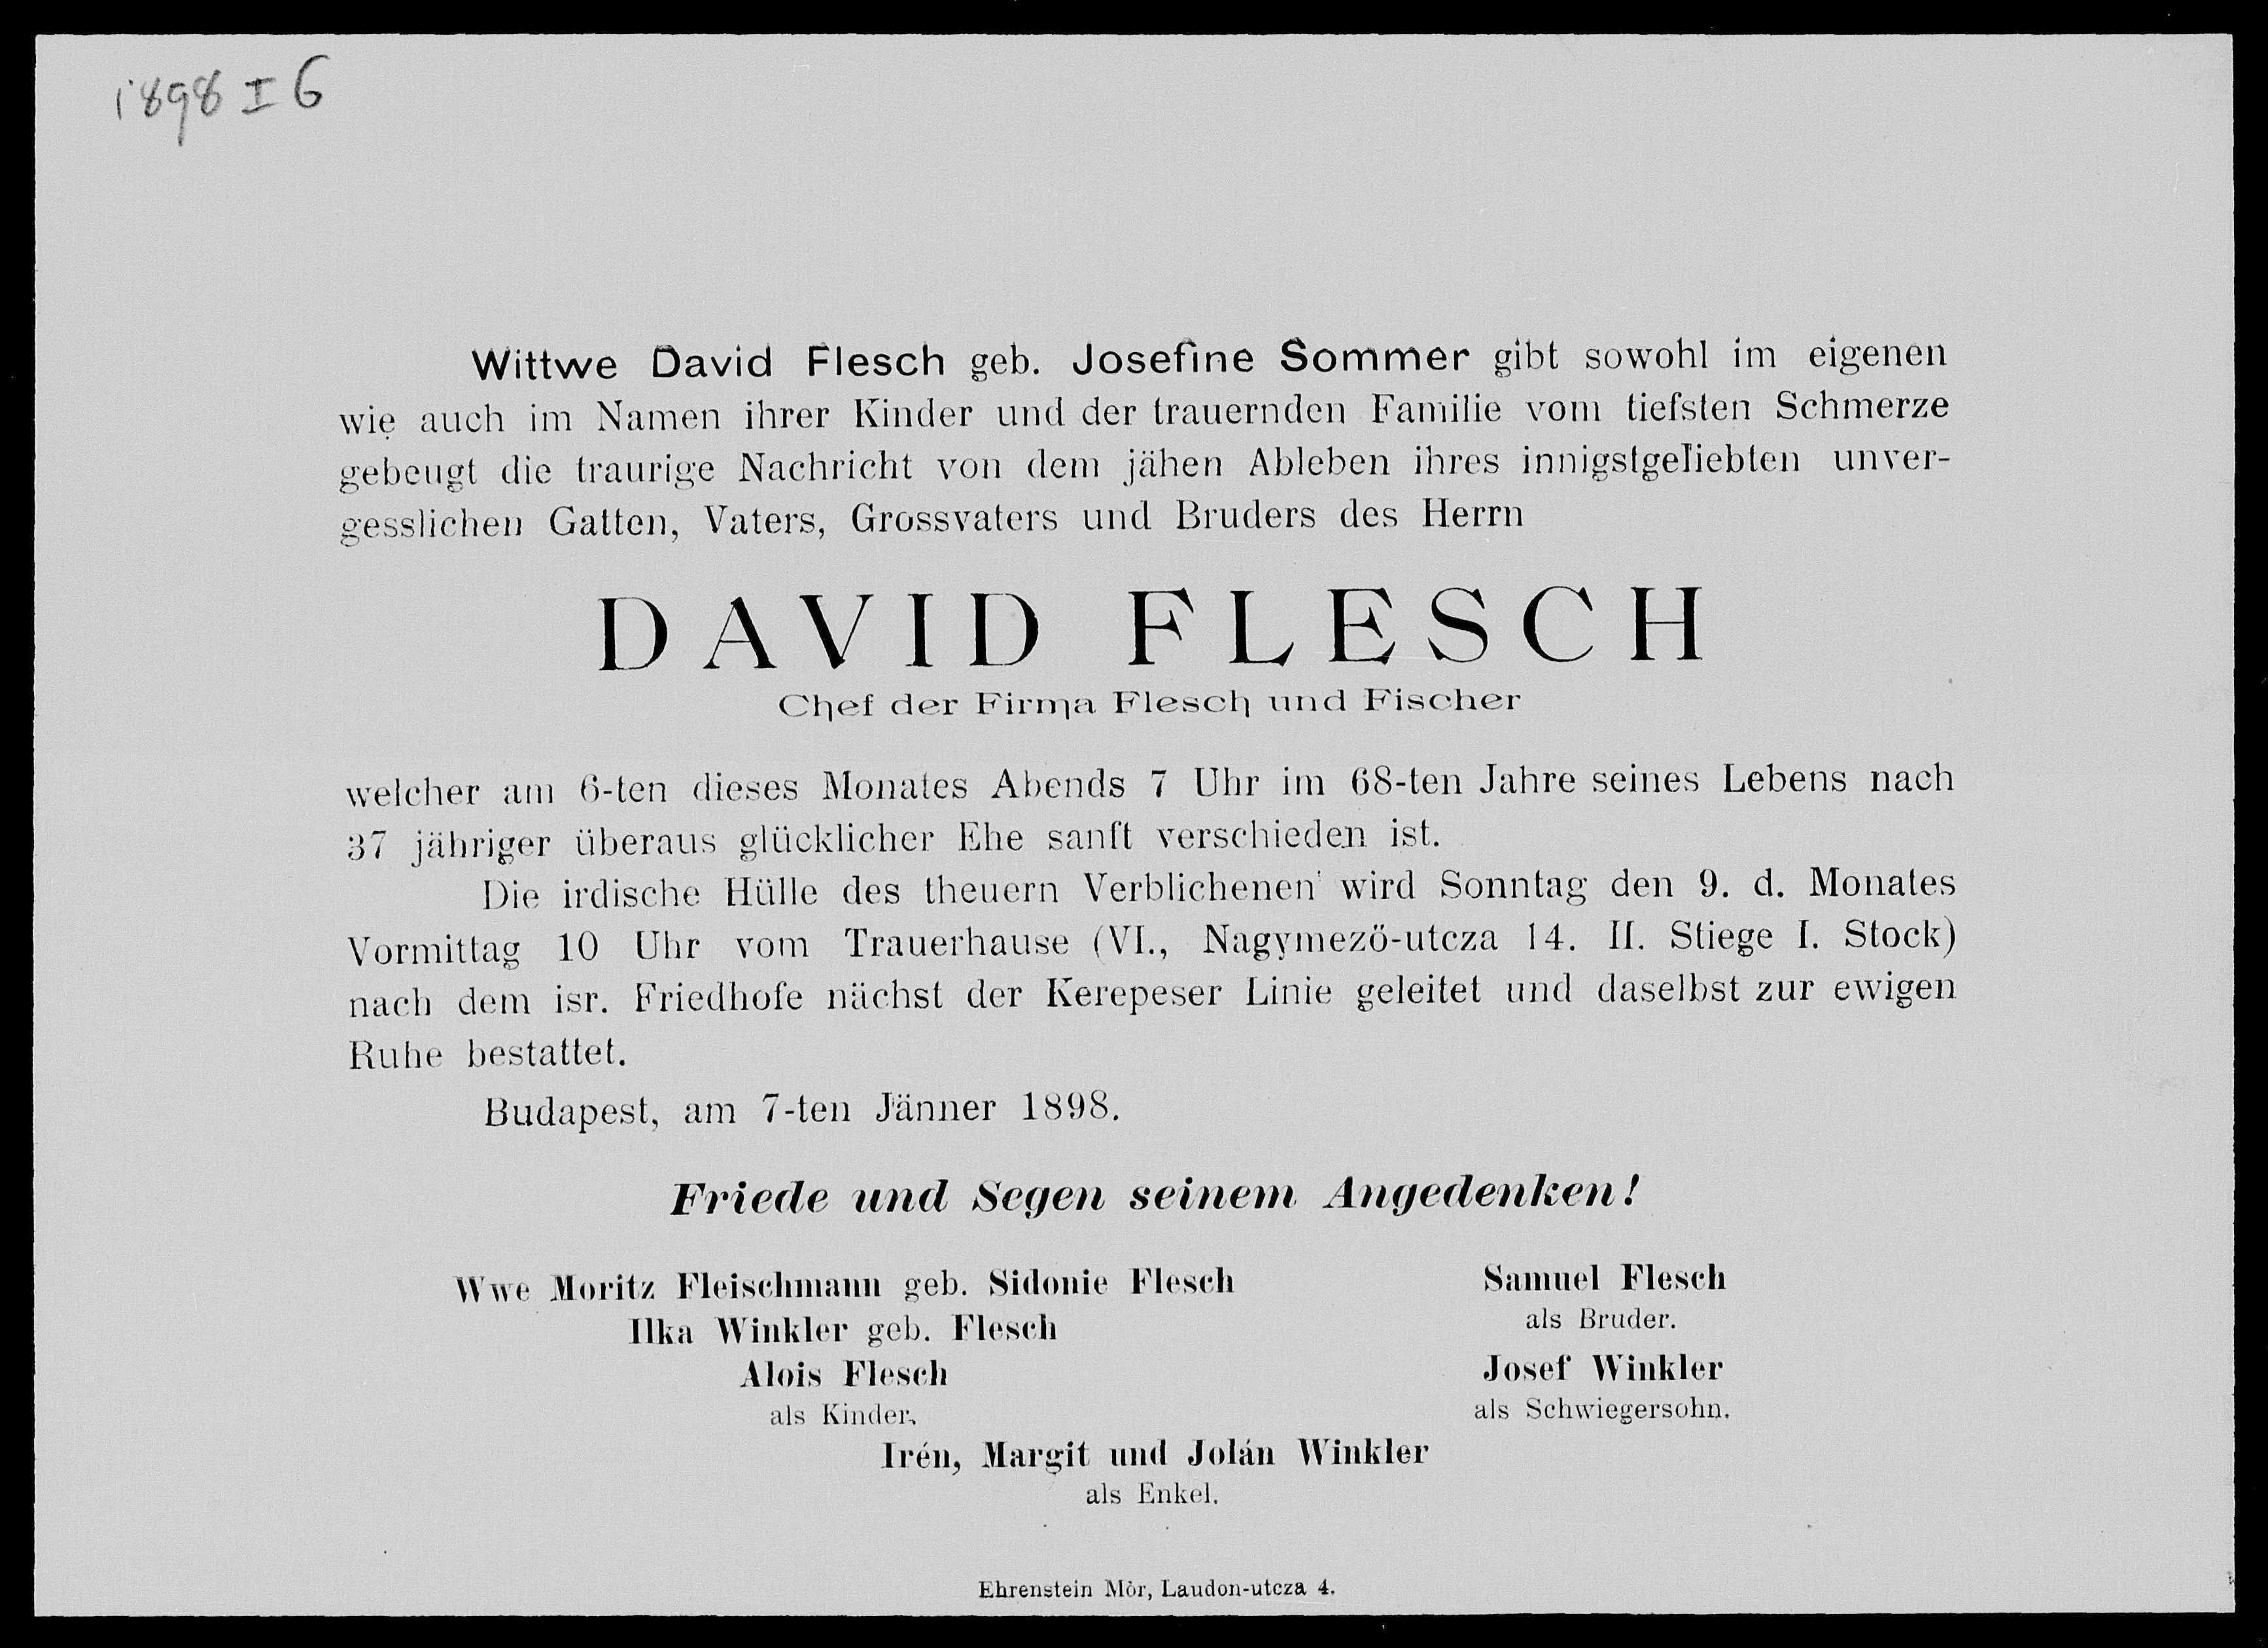 1898 I 6
Wittwe David Flesch geb. Josefine Sommer gibt sowohl im eigenen
wie auch im Namen ihrer Kinder und der trauernden Familie vom tiefsten Schmerze
gebeugt die traurige Nachricht von dem jähen Ableben ihres innigstgeliebten unver-
gesslichen Gatten, Vaters, Grossvaters und Bruders des Herrn
DAVID FLESCH
Chef der Firma Flesch und Fischer
welcher am 6-ten dieses Monates Abends 7 Uhr im 68-ten Jahre seines Lebens nach
37 jähriger überaus glücklicher Ehe sanft verschieden ist.
Die irdische Hülle des theuern Verblichenen wird Sonntag den 9. d. Monates
Vormittag 10 Uhr vom Trauerhause (VI., Nagymező-utcza 14. II. Stiege I. Stock)
nach dem isr. Friedhofe nächst der Kerepeser Linie geleitet und daselbst zur ewigen
Ruhe bestattet.
Budapest, am 7-ten Jänner 1898.
Friede und Segen seinem Angedenken!
Wwe Moritz Fleischmann geb. Sidonie Flesch
Ilka Winkler geb. Flesch
Alois Flesch
als Kinder.
Samuel Flesch
als Bruder.
Josef Winkler
als Schwiegersohn.
Irén, Margit und Jolán Winkler
als Enkel.
Ehrenstein Mòr, Laudon-utcza 4.